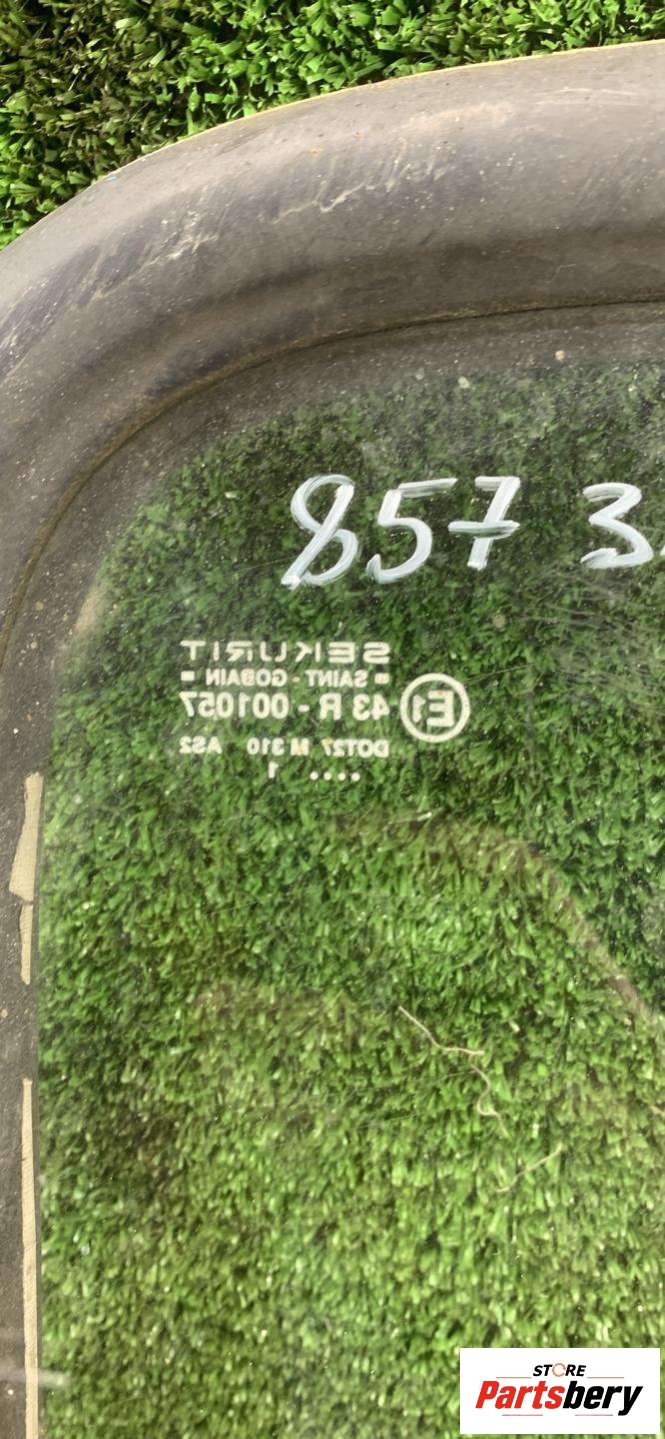 857 3
SEKURIT
SAINT - GOBAIN
43 R - 001057 E1
DOT27 M 310 AS2
.... 1
STORE
Partsbery